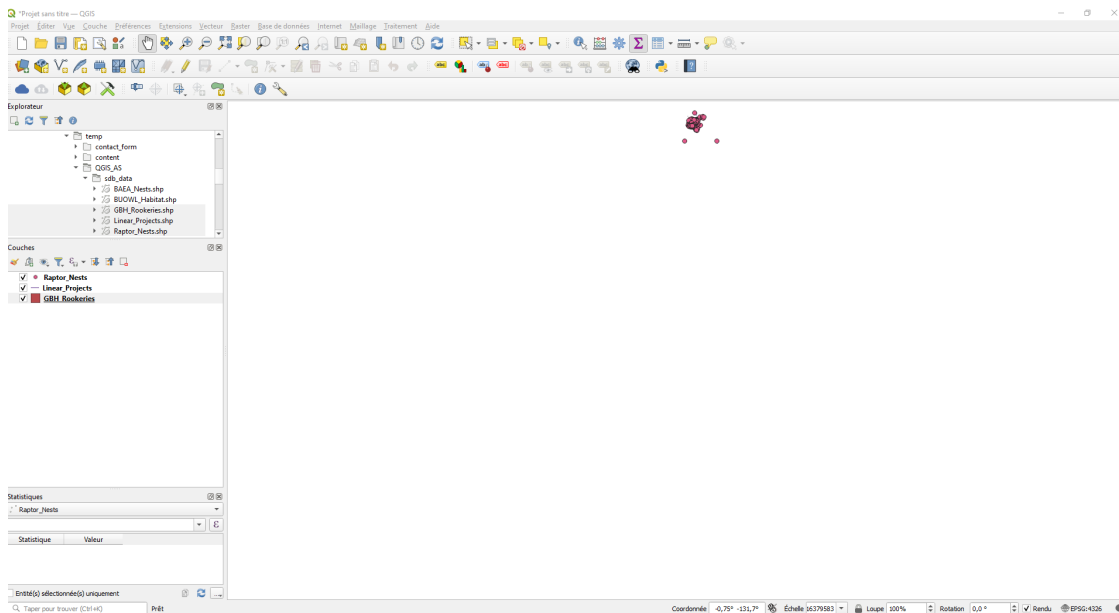 *Projet sans titre — QGIS
Projet Éditer Vue Couche Préférences Extensions Vecteur Raster Base de données Internet Maillage Traitement Aide
abc abc abc
Explorateur
temp
contact_form
content
QGIS_AS
sdb_data
BAEA_Nests.shp
BUOWL_Habitat.shp
GBH_Rookeries.shp
Linear_Projects.shp
Raptor_Nests.shp
Couches
Raptor_Nests
Linear_Projects
GBH_Rookeries
Statistiques
Raptor_Nests
ε
Statistique Valeur
Entité(s) sélectionnée(s) uniquement
Taper pour trouver (Ctrl+K) Prêt Coordonnée -0,75° -131,7° Échelle 16379583 Loupe 100% Rotation 0,0 ° Rendu EPSG:4326